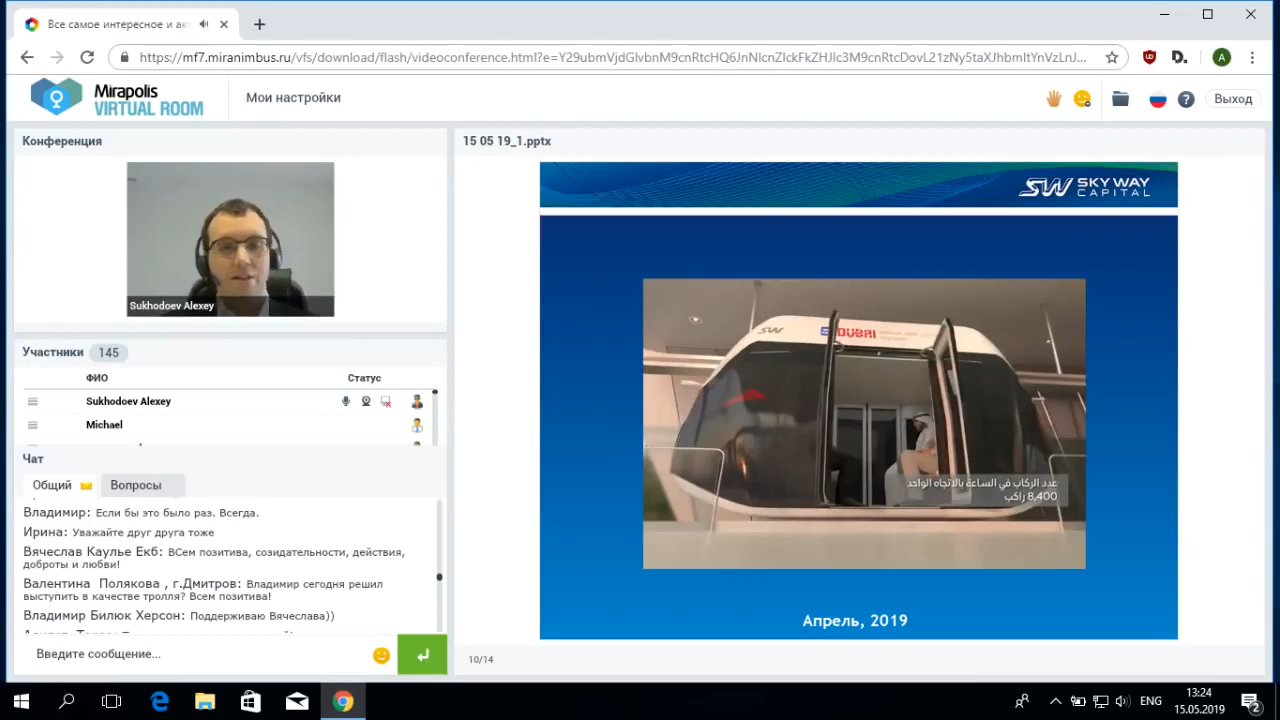 Все самое интересное и ак
https://mf7.miranimbus.ru/vfs/download/flash/videoconference.html?e=Y29ubmVjdGlvbnM9cnRtcHQ6JnNlcnZlckFkZHJlc3M9cnRtcDovL21zNy5taXJhbmltYnVzLnJ...
Mirapolis
VIRTUAL ROOM
Мои настройки
Выход
Конференция
Sukhodoev Alexey
Участники 145
ФИО Статус
Sukhodoev Alexey
Michael
Чат
Общий Вопросы
Владимир: Если бы это было раз. Всегда.
Ирина: Уважайте друг друга тоже
Вячеслав Каулье Екб: ВСем позитива, созидательности, действия,
доброты и любви!
Валентина Полякова , г.Дмитров: Владимир сегодня решил
выступить в качестве тролля? Всем позитива!
Владимир Билюк Херсон: Поддерживаю Вячеслава))
Введите сообщение...
15 05 19_1.pptx
SW SKY WAY
CAPITAL
SW DUBAI
عدد الركاب في الساعة بالاتجاه الواحد
8,400 راكب
Апрель, 2019
10/14
ENG
13:24
15.05.2019
2